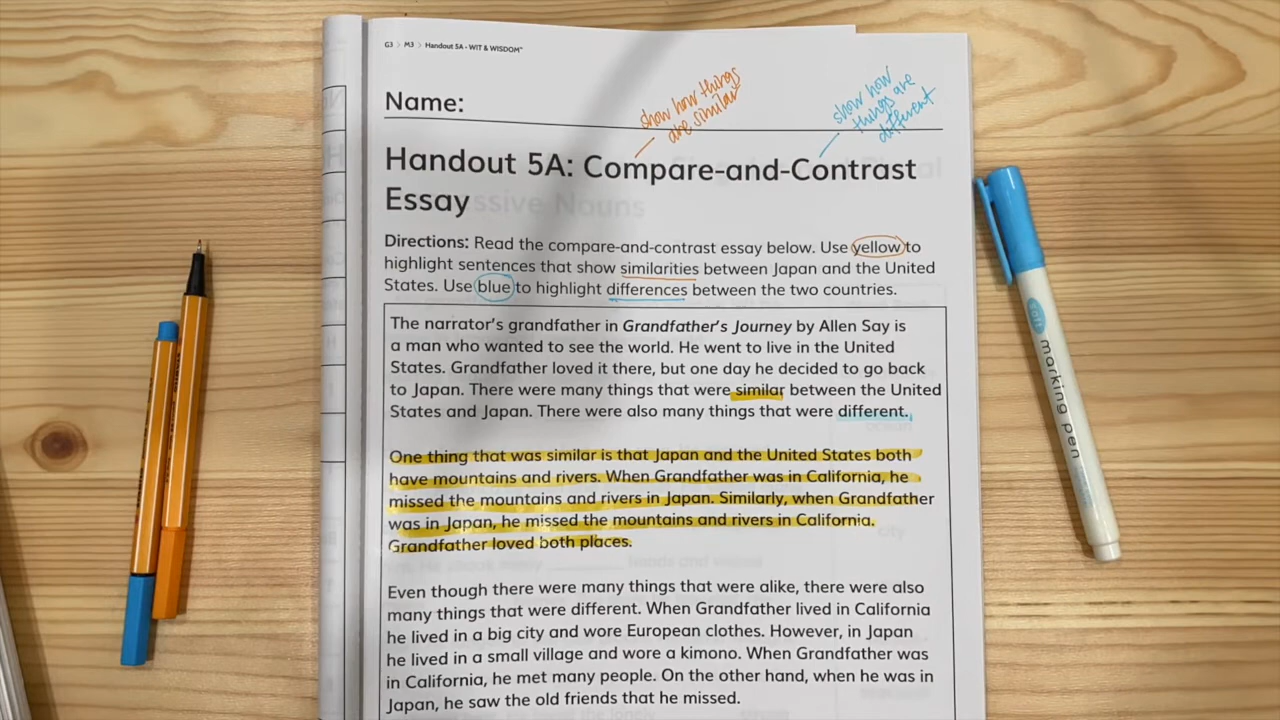 G3 > M3 > Handout 5A • WIT & WISDOM™
show how things
are similar
show how
things are
different
Name:
Handout 5A: Compare-and-Contrast
Essay
Directions: Read the compare-and-contrast essay below. Use yellow to
highlight sentences that show similarities between Japan and the United
States. Use blue to highlight differences between the two countries.
The narrator's grandfather in Grandfather's Journey by Allen Say is
a man who wanted to see the world. He went to live in the United
States. Grandfather loved it there, but one day he decided to go back
to Japan. There were many things that were similar between the United
States and Japan. There were also many things that were different.
One thing that was similar is that Japan and the United States both
have mountains and rivers. When Grandfather was in California, he
missed the mountains and rivers in Japan. Similarly, when Grandfather
was in Japan, he missed the mountains and rivers in California.
Grandfather loved both places.
Even though there were many things that were alike, there were also
many things that were different. When Grandfather lived in California
he lived in a big city and wore European clothes. However, in Japan
he lived in a small village and wore a kimono. When Grandfather was
in California, he met many people. On the other hand, when he was in
Japan, he saw the old friends that he missed.
soft
marking pen